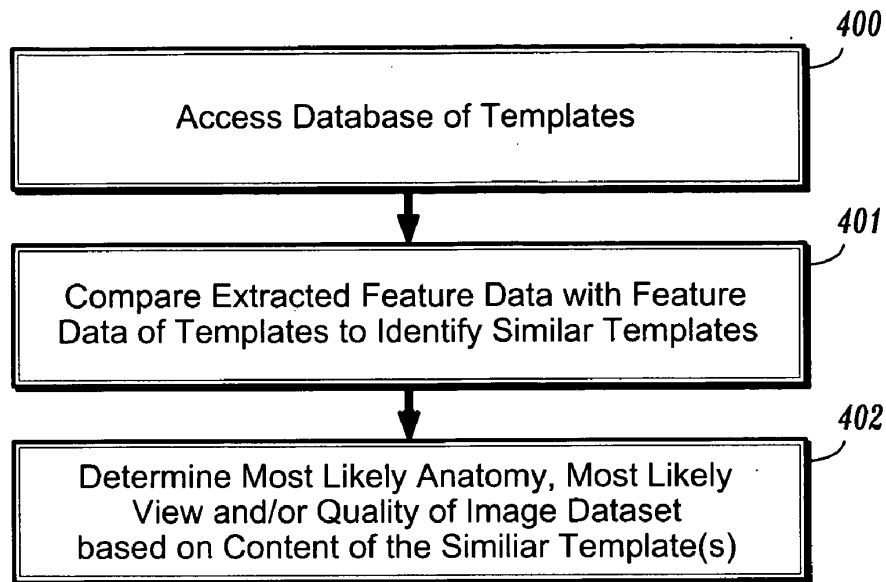 400
Access Database of Templates
401
Compare Extracted Feature Data with Feature
Data of Templates to Identify Similar Templates
402
Determine Most Likely Anatomy, Most Likely
View and/or Quality of Image Dataset
based on Content of the Similiar Template(s)